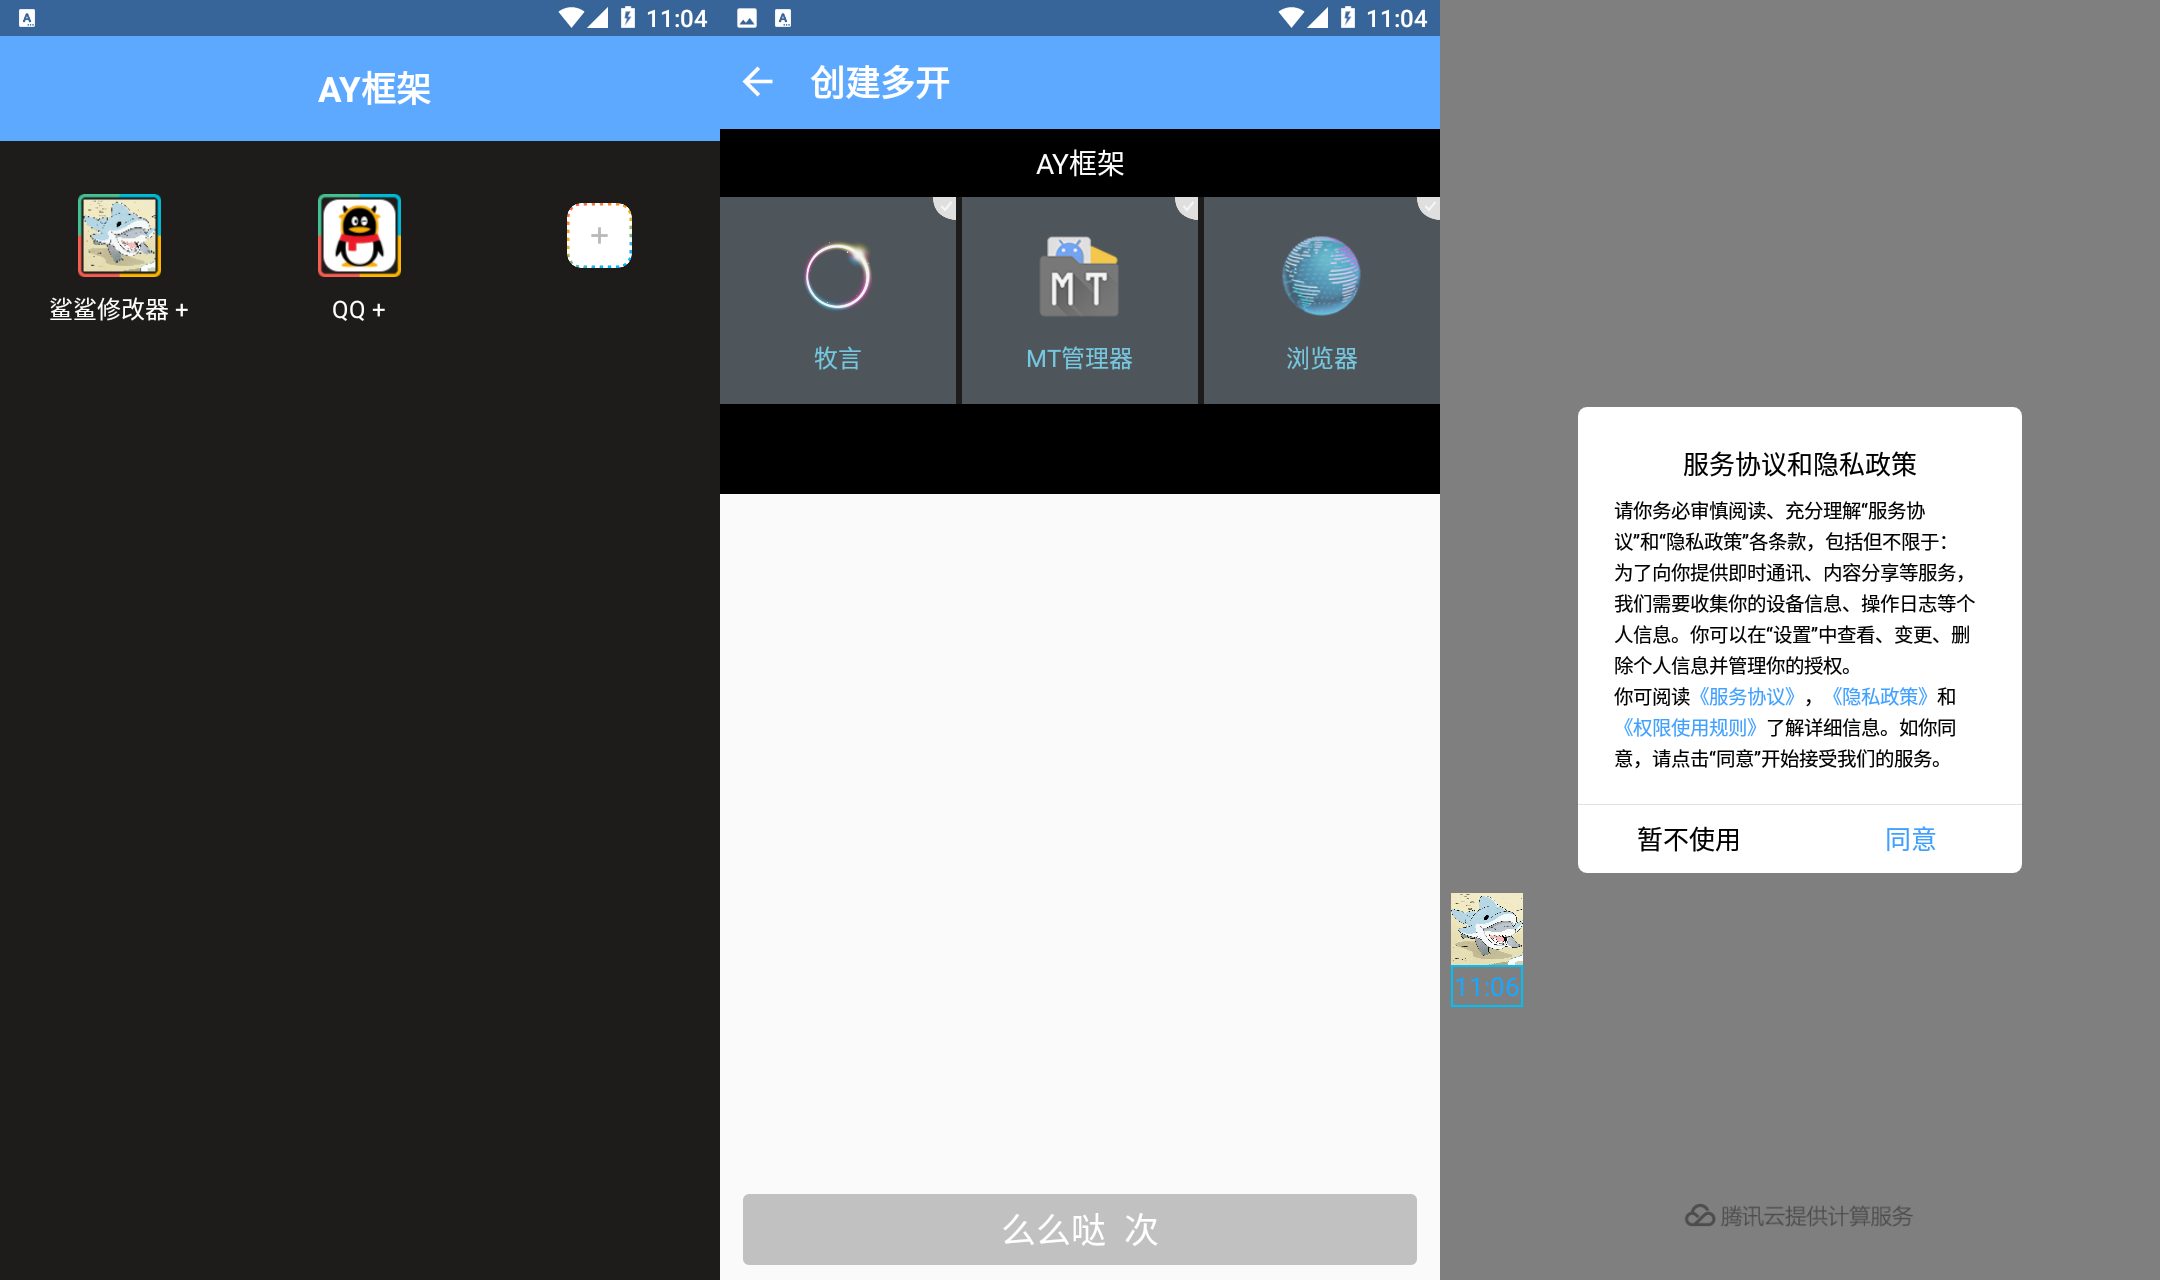 11:04
AY框架
鲨鲨修改器 +
QQ +
11:04
创建多开
AY框架
牧言
MT管理器
浏览器
么么哒 次
服务协议和隐私政策
请你务必审慎阅读、充分理解“服务协
议”和“隐私政策”各条款，包括但不限于：
为了向你提供即时通讯、内容分享等服务，
我们需要收集你的设备信息、操作日志等个
人信息。你可以在“设置”中查看、变更、删
除个人信息并管理你的授权。
你可阅读《服务协议》，《隐私政策》和
《权限使用规则》了解详细信息。如你同
意，请点击“同意”开始接受我们的服务。
暂不使用
同意
11:06
腾讯云提供计算服务